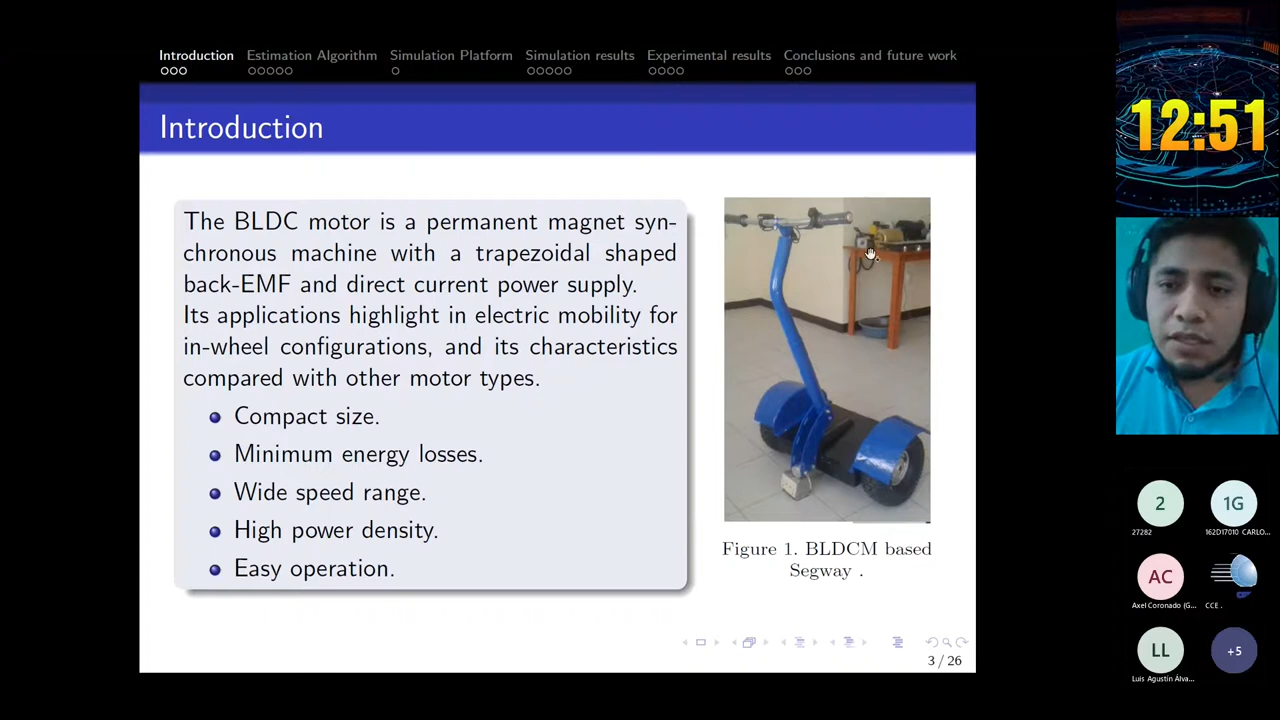 Introduction Estimation Algorithm Simulation Platform Simulation results Experimental results Conclusions and future work
Introduction
The BLDC motor is a permanent magnet syn-
chronous machine with a trapezoidal shaped
back-EMF and direct current power supply.
Its applications highlight in electric mobility for
in-wheel configurations, and its characteristics
compared with other motor types.
Compact size.
Minimum energy losses.
Wide speed range.
High power density.
Easy operation.
Figure 1. BLDCM based
Segway .
3 / 26
12:51
2
27282
1G
162D17010 CARLO...
AC
Axel Coronado (G...
CCE .
LL
Luis Agustín Álva...
+5